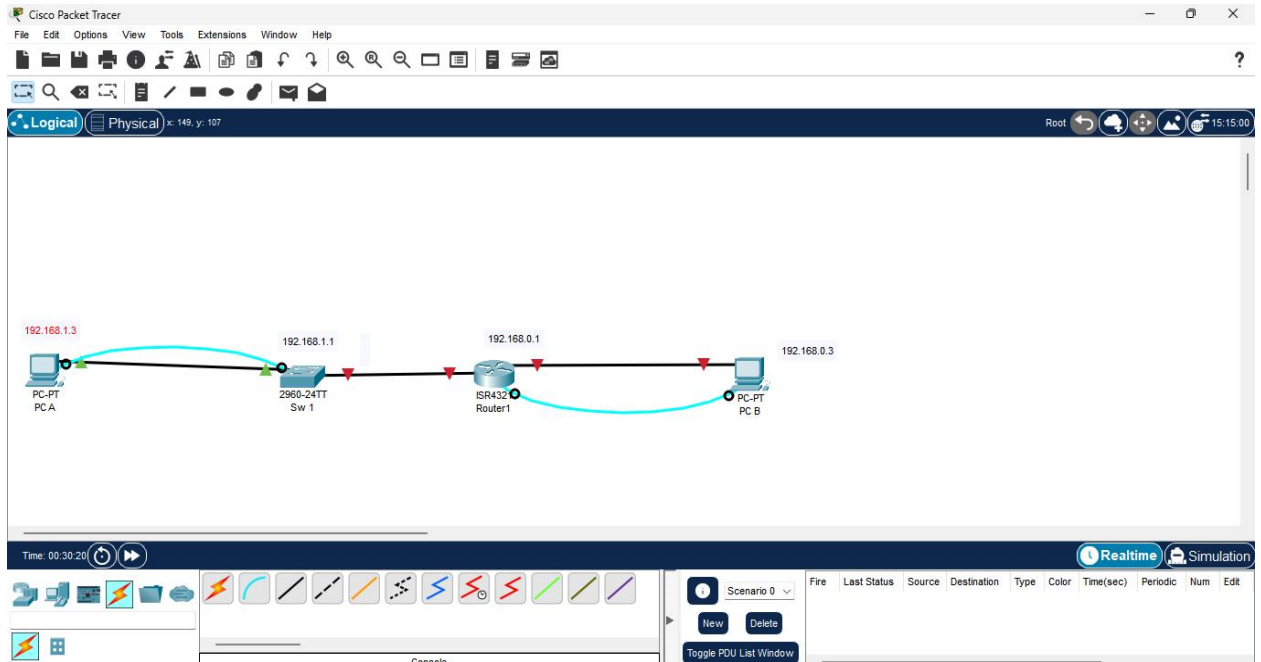 Cisco Packet Tracer
File Edit Options View Tools Extensions Window Help
?
Logical Physical x: 149, y: 107 Root 15:15:00
192.168.1.3
192.168.1.1
192.168.0.1
192.168.0.3
PC-PT
PC A
2960-24TT
Sw 1
ISR432
Router1
PC-PT
PC B
Time: 00:30:20 Realtime Simulation
Scenario 0
New Delete
Toggle PDU List Window
Fire Last Status Source Destination Type Color Time(sec) Periodic Num Edit